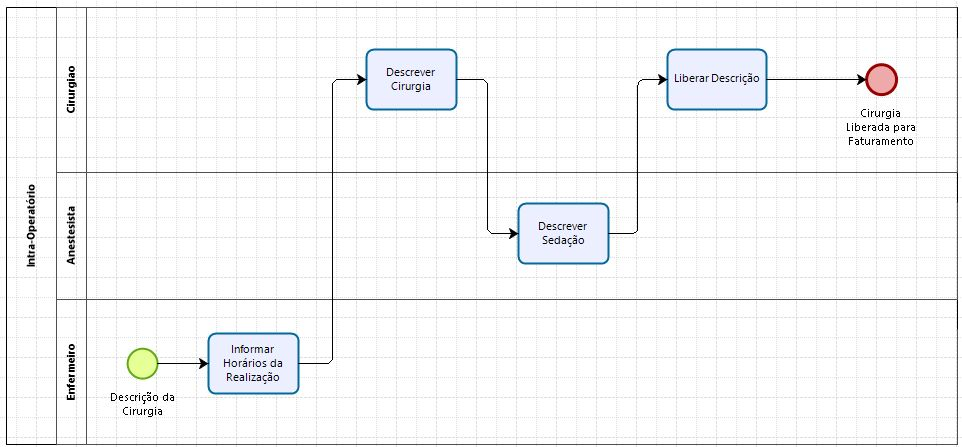 Intra-Operatório
Cirurgiao
Descrever
Cirurgia
Liberar Descrição
Cirurgia
Liberada para
Faturamento
Anestesista
Descrever
Sedação
Enfermeiro
Descrição da
Cirurgia
Informar
Horários da
Realização